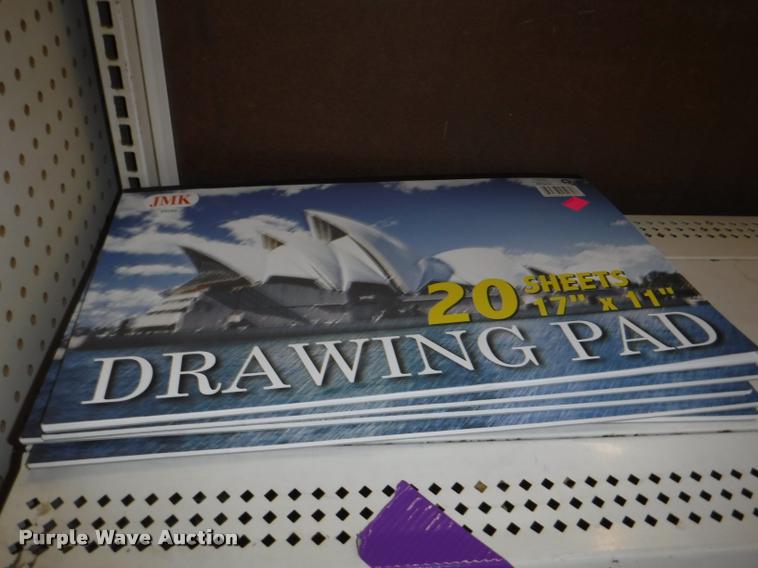 JMK
20 SHEETS
17" x 11"
DRAWING PAD
Purple Wave Auction